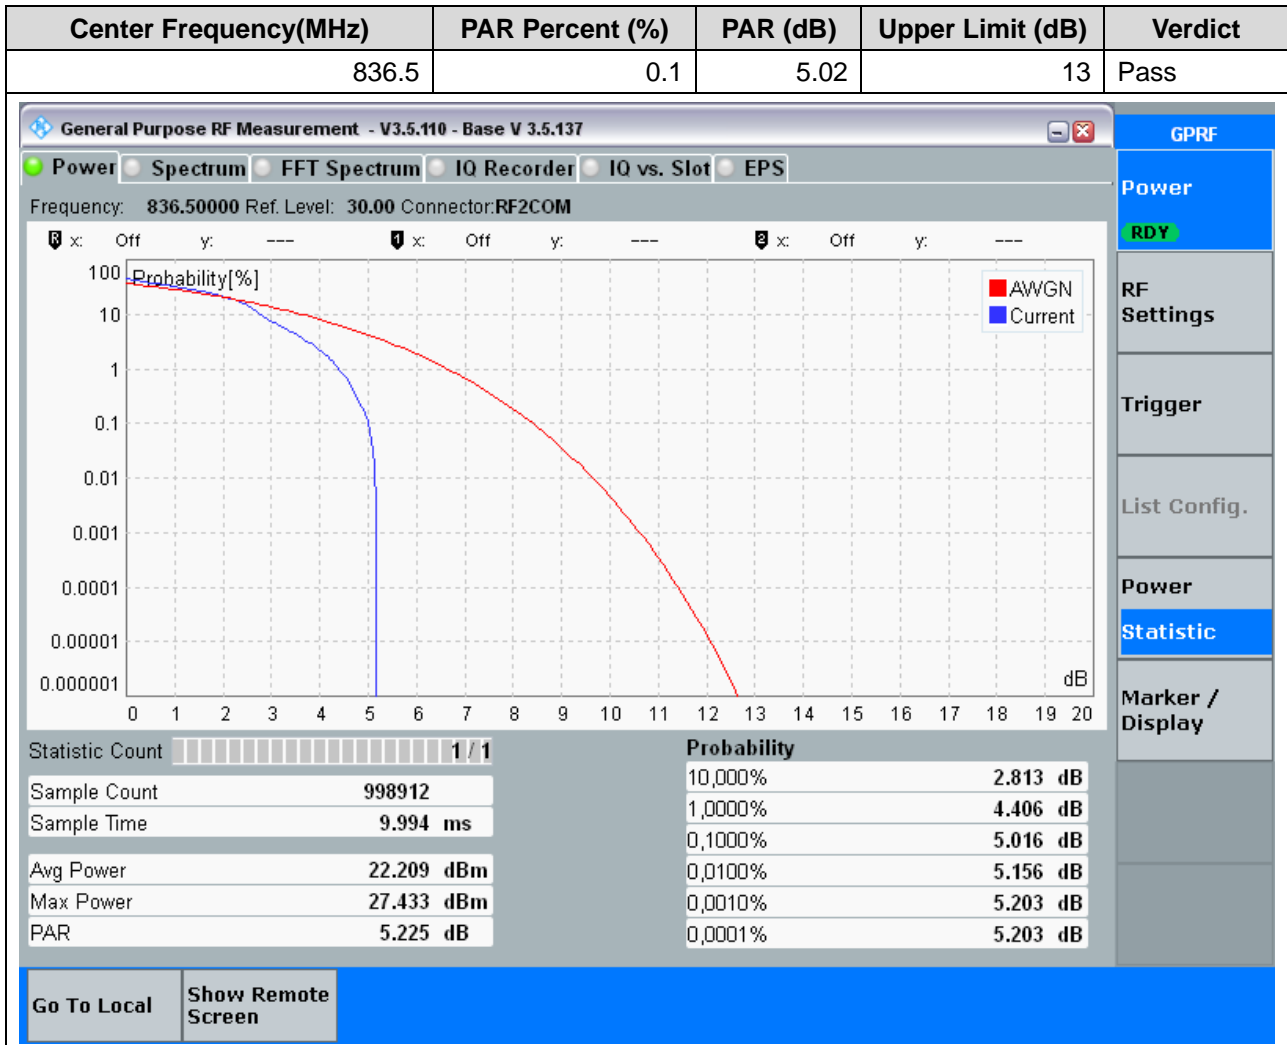 Center Frequency(MHz) PAR Percent (%) PAR (dB) Upper Limit (dB) Verdict
836.5 0.1 5.02 13 Pass
General Purpose RF Measurement - V3.5.110 - Base V 3.5.137
GPRF
Power Spectrum FFT Spectrum IQ Recorder IQ vs. Slot EPS
Frequency: 836.50000 Ref. Level: 30.00 Connector:RF2COM
R x: Off y: --- 1 x: Off y: --- 2 x: Off y: ---
Probability[%]
AWGN
Current
100
10
1
0.1
0.01
0.001
0.0001
0.00001
0.000001
dB
0 1 2 3 4 5 6 7 8 9 10 11 12 13 14 15 16 17 18 19 20
Statistic Count 1 / 1
Sample Count 998912
Sample Time 9.994 ms
Avg Power 22.209 dBm
Max Power 27.433 dBm
PAR 5.225 dB
Probability
10,000% 2.813 dB
1,0000% 4.406 dB
0,1000% 5.016 dB
0,0100% 5.156 dB
0,0010% 5.203 dB
0,0001% 5.203 dB
Power
RDY
RF
Settings
Trigger
List Config.
Power
Statistic
Marker /
Display
Go To Local
Show Remote
Screen